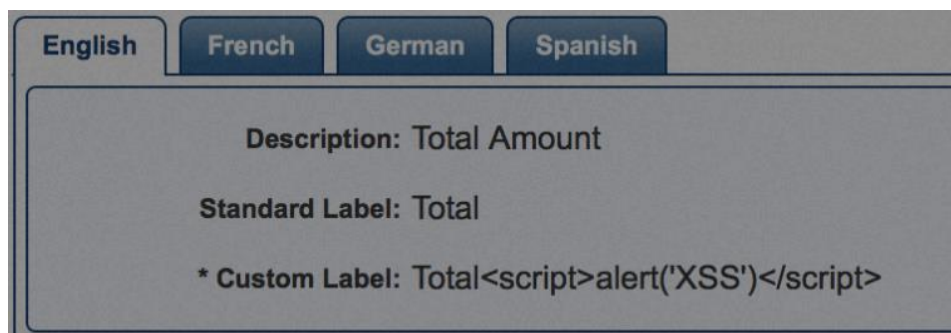 English French German Spanish
Description: Total Amount
Standard Label: Total
* Custom Label: Total<script>alert('XSS')</script>